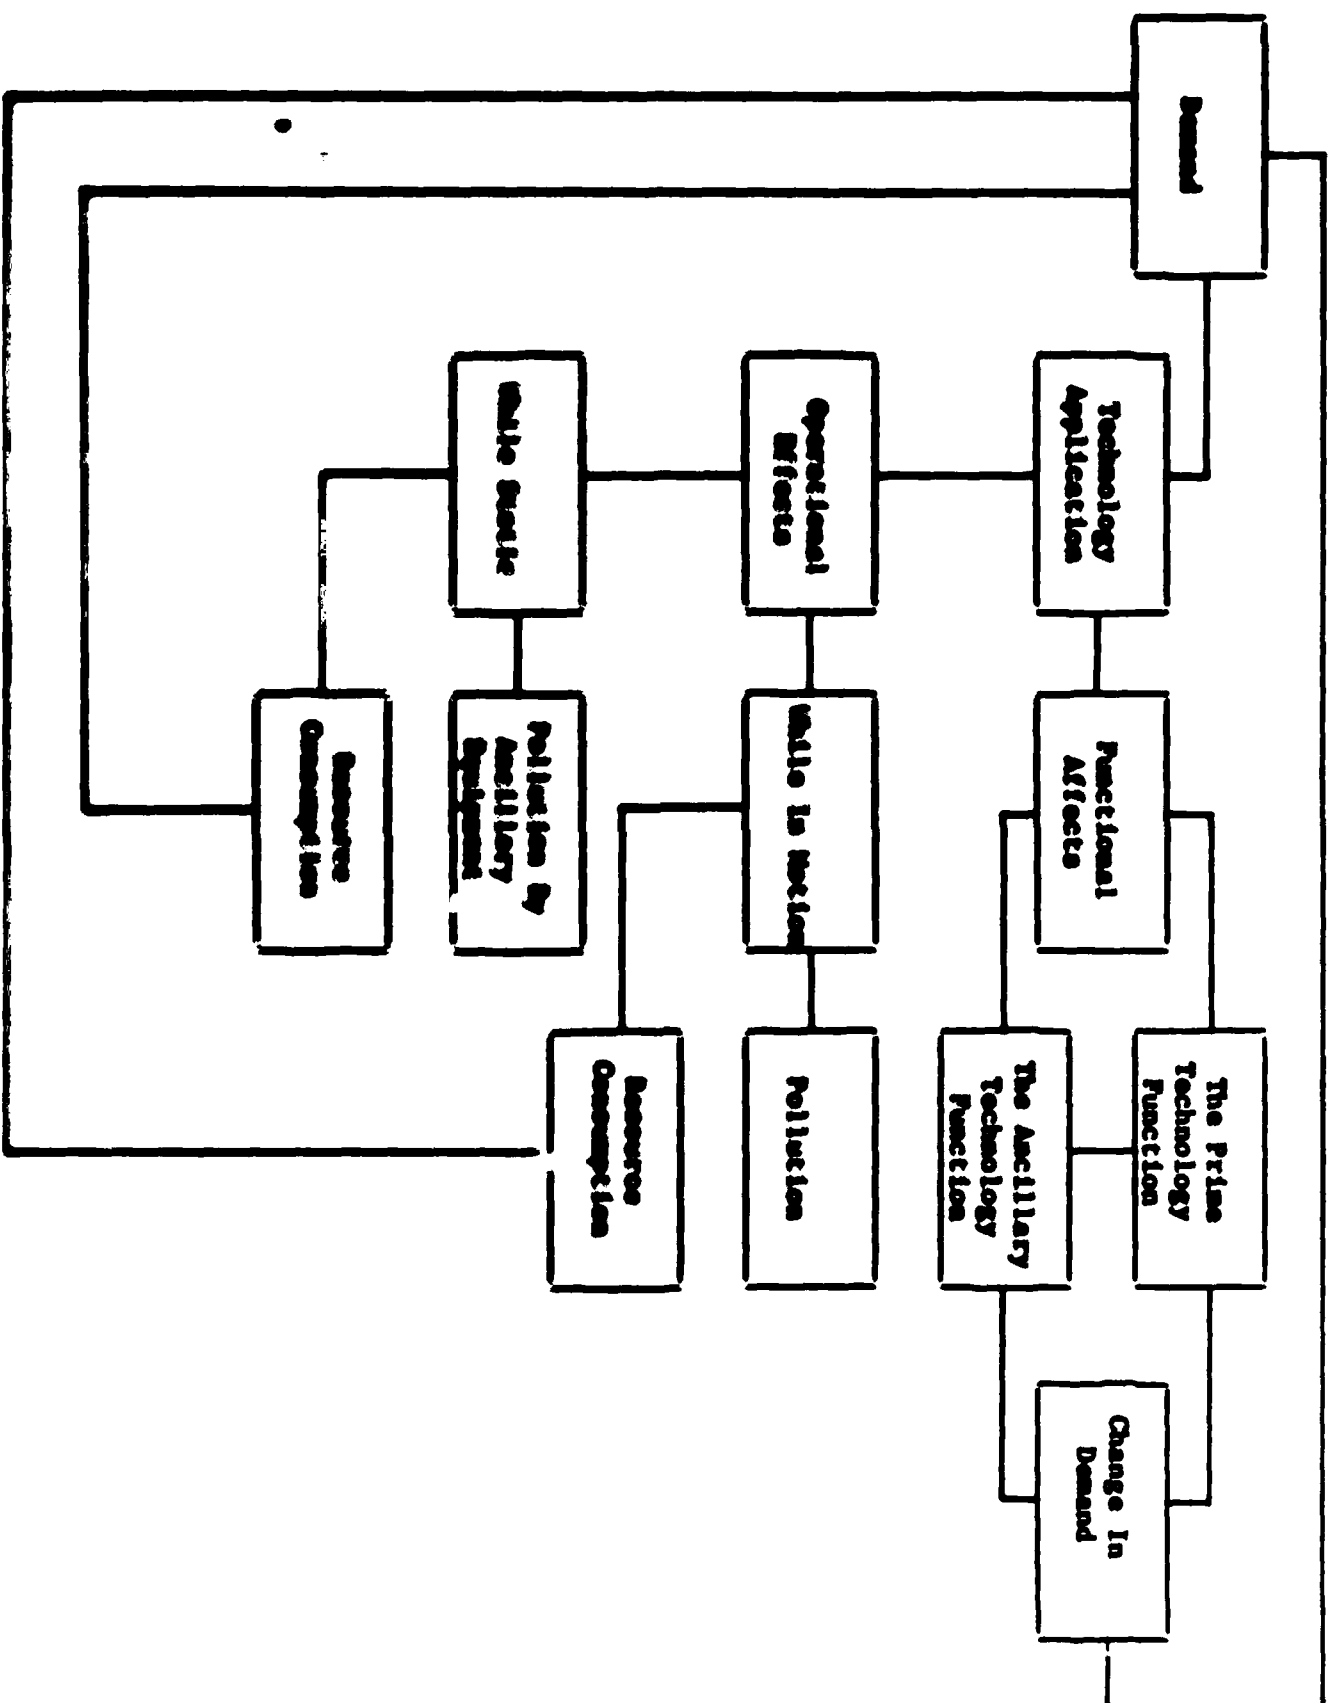 Demand
Technology
Application
Functional
Affects
The Prime
Technology
Function
The Ancillary
Technology
Function
Change In
Demand
Operational
Effects
While in Motion
Pollution
Resource
Consumption
While Static
Pollution By
Ancillary
Equipment
Resource
Consumption